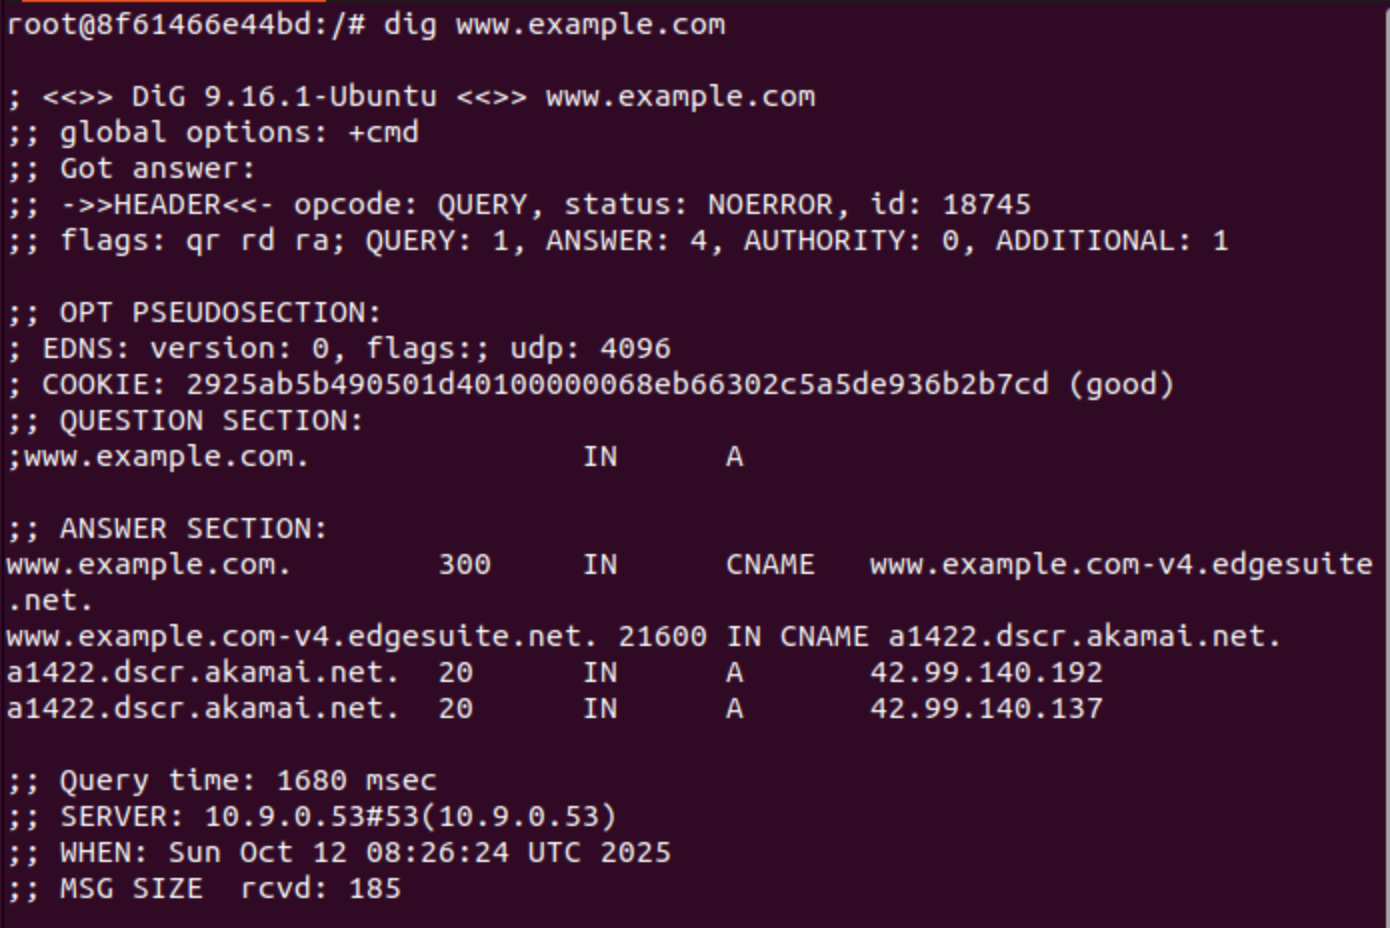 root@8f61466e44bd:/# dig www.example.com
; <<>> DiG 9.16.1-Ubuntu <<>> www.example.com
;; global options: +cmd
;; Got answer:
;; ->>HEADER<<- opcode: QUERY, status: NOERROR, id: 18745
;; flags: qr rd ra; QUERY: 1, ANSWER: 4, AUTHORITY: 0, ADDITIONAL: 1
;; OPT PSEUDOSECTION:
; EDNS: version: 0, flags:; udp: 4096
; COOKIE: 2925ab5b490501d40100000068eb66302c5a5de936b2b7cd (good)
;; QUESTION SECTION:
;www.example.com. IN A
;; ANSWER SECTION:
www.example.com. 300 IN CNAME www.example.com-v4.edgesuite
.net.
www.example.com-v4.edgesuite.net. 21600 IN CNAME a1422.dscr.akamai.net.
a1422.dscr.akamai.net. 20 IN A 42.99.140.192
a1422.dscr.akamai.net. 20 IN A 42.99.140.137
;; Query time: 1680 msec
;; SERVER: 10.9.0.53#53(10.9.0.53)
;; WHEN: Sun Oct 12 08:26:24 UTC 2025
;; MSG SIZE rcvd: 185